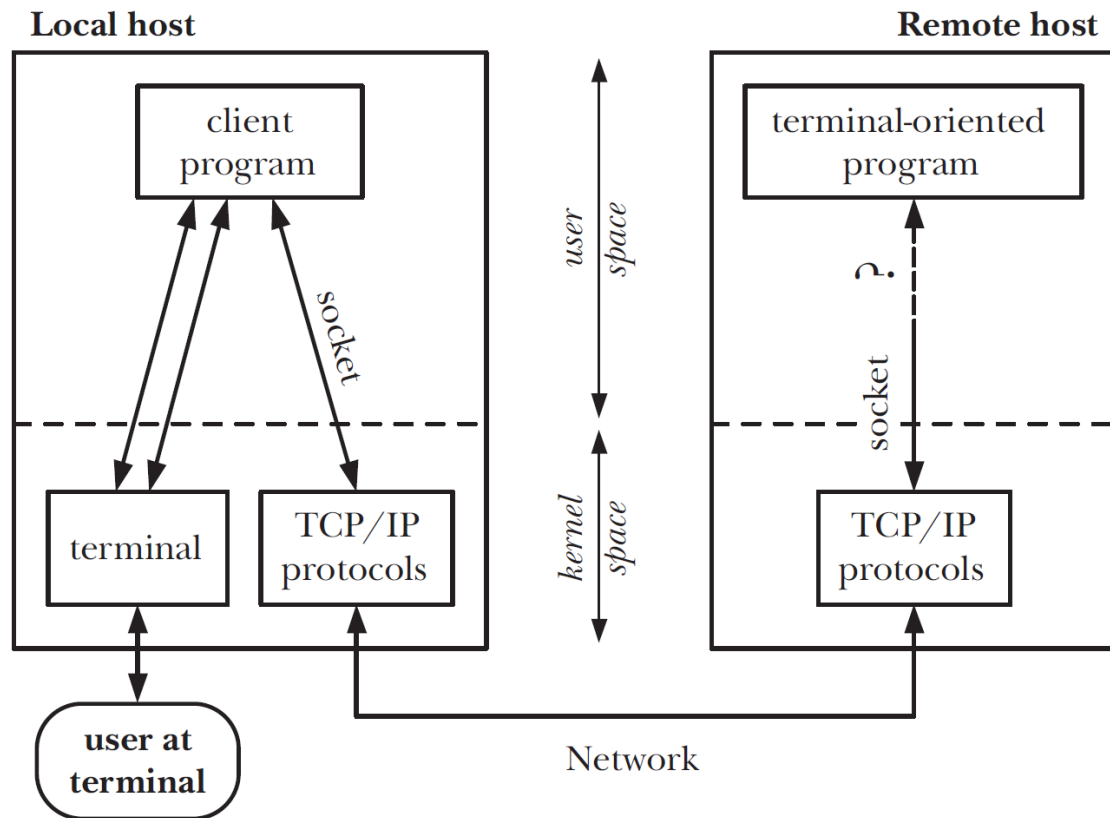 Local host
Remote host
client
program
terminal-oriented
program
user
space
?
socket
socket
kernel
space
terminal
TCP/IP
protocols
TCP/IP
protocols
user at
terminal
Network